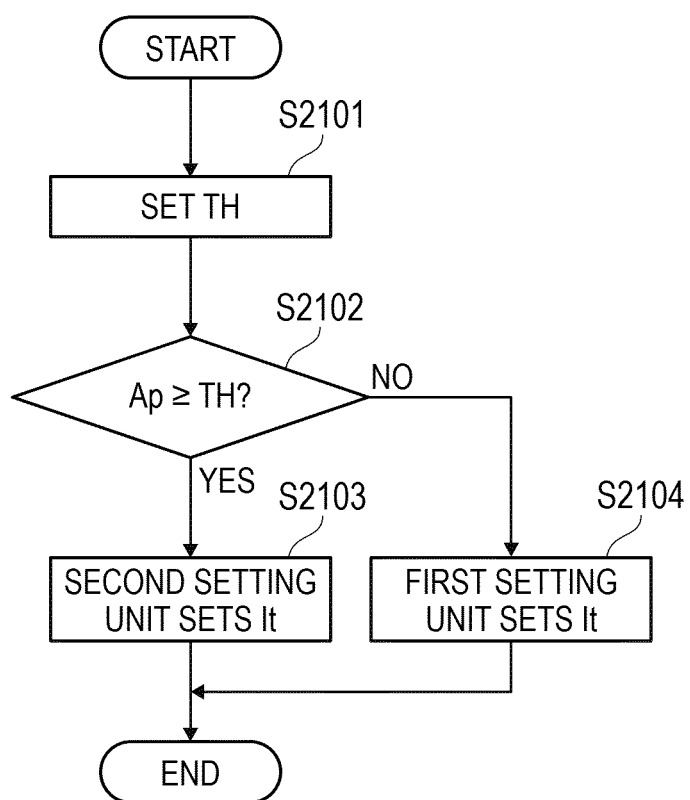 START
S2101
SET TH
S2102
Ap ≥ TH?
NO
YES
S2103
SECOND SETTING
UNIT SETS It
S2104
FIRST SETTING
UNIT SETS It
END